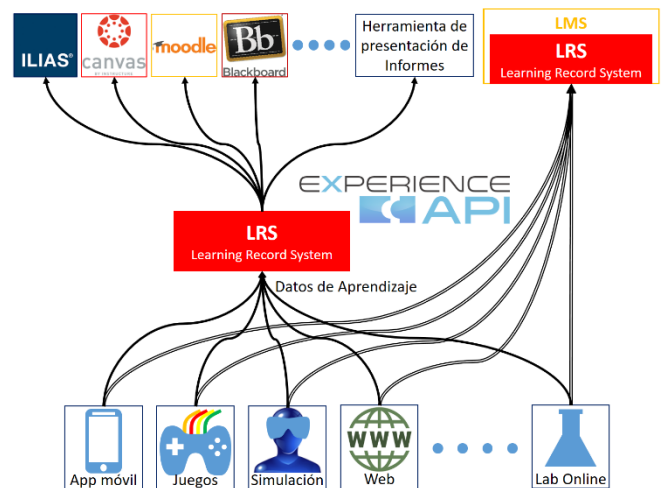 ILIAS®
canvas
BY INSTRUCTURE
moodle
Bb
Blackboard
Herramienta de
presentación de
Informes
LMS
LRS
Learning Record System
EXPERIENCE
API
LRS
Learning Record System
Datos de Aprendizaje
App móvil
Juegos
Simulación
WWW
Web
Lab Online